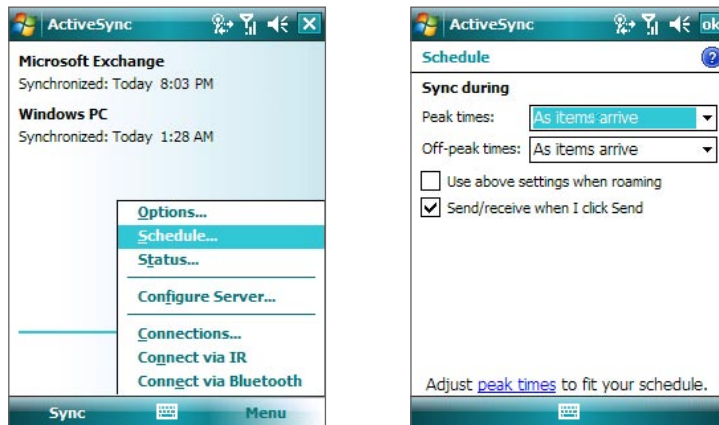 ActiveSync
Microsoft Exchange
Synchronized: Today 8:03 PM
Windows PC
Synchronized: Today 1:28 AM
Options...
Schedule...
Status...
Configure Server...
Connections...
Connect via IR
Connect via Bluetooth
Sync
Menu
ActiveSync
ok
Schedule
?
Sync during
Peak times:
As items arrive
Off-peak times:
As items arrive
Use above settings when roaming
Send/receive when I click Send
Adjust peak times to fit your schedule.